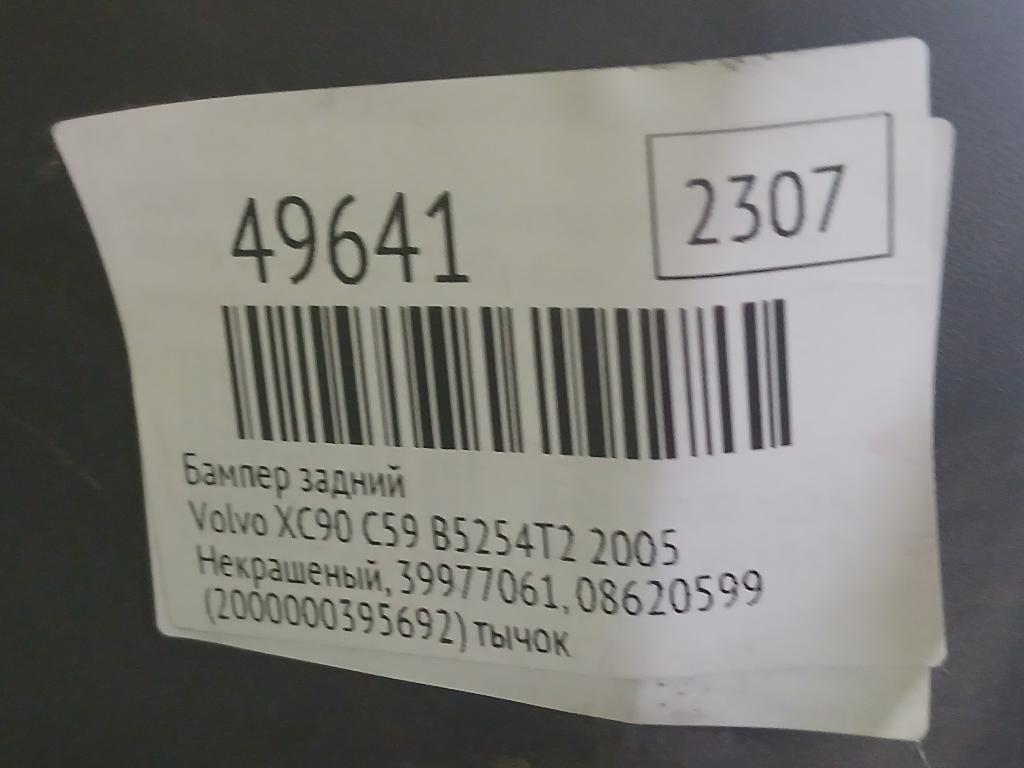 2307
49641
Бампер задний
Volvo XC90 C59 B5254T2 2005
Некрашеный, 39977061, 08620599
(2000000395692) тычок